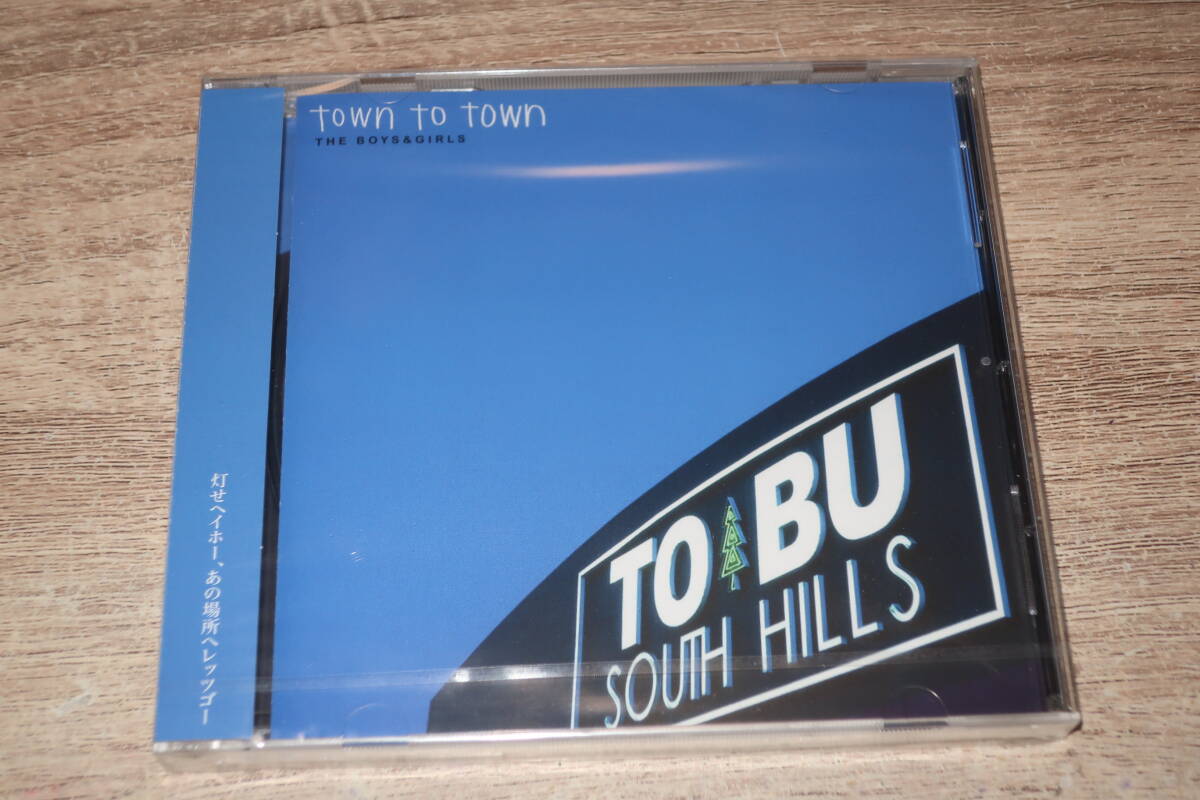 town to town
THE BOYS&GIRLS
TO BU
SOUTH HILLS
灯せヘイホー、あの場所へレッツゴー